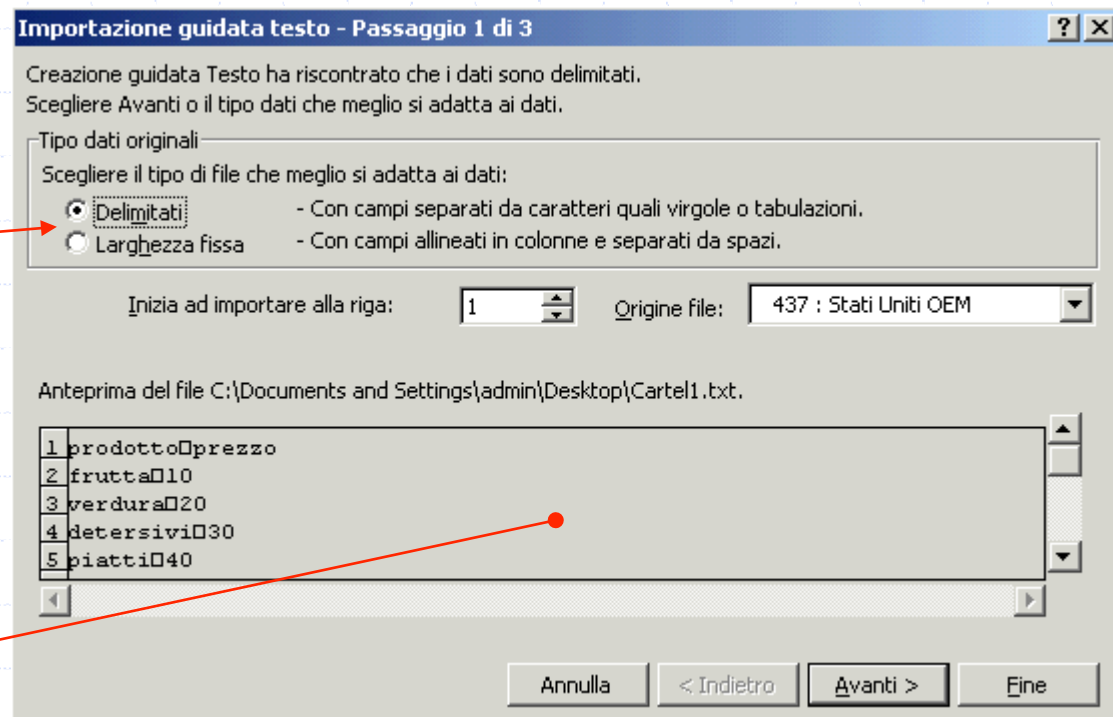 Importazione guidata testo - Passaggio 1 di 3
Creazione guidata Testo ha riscontrato che i dati sono delimitati.
Scegliere Avanti o il tipo dati che meglio si adatta ai dati.
Tipo dati originali
Scegliere il tipo di file che meglio si adatta ai dati:
Delimitati - Con campi separati da caratteri quali virgole o tabulazioni.
Larghezza fissa - Con campi allineati in colonne e separati da spazi.
Inizia ad importare alla riga: 1 Origine file: 437 : Stati Uniti OEM
Anteprima del file C:\Documents and Settings\admin\Desktop\Cartel1.txt.
1 prodotto□prezzo
2 frutta□10
3 verdura□20
4 detersivi□30
5 piatti□40
Annulla < Indietro Avanti > Fine